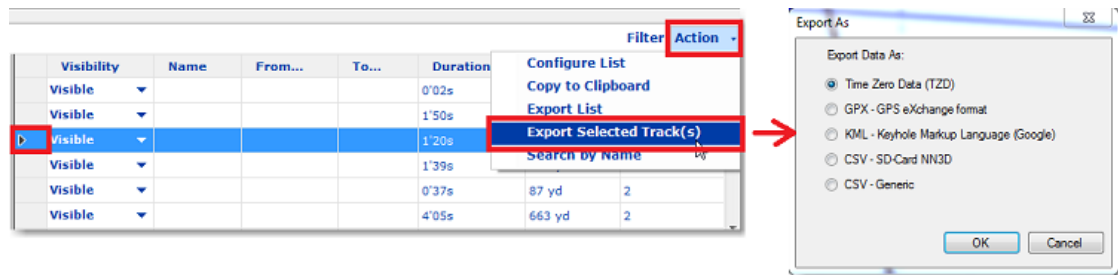 Filter Action
Visibility Name From... To... Duration
Visible 0'02s
Visible 1'50s
Visible 1'20s
Visible 1'39s
Visible 0'37s 87 yd 2
Visible 4'05s 663 yd 2
Configure List
Copy to Clipboard
Export List
Export Selected Track(s)
Search by Name
Export As
Export Data As:
Time Zero Data (TZD)
GPX - GPS eXchange format
KML - Keyhole Markup Language (Google)
CSV - SD-Card NN3D
CSV - Generic
OK Cancel